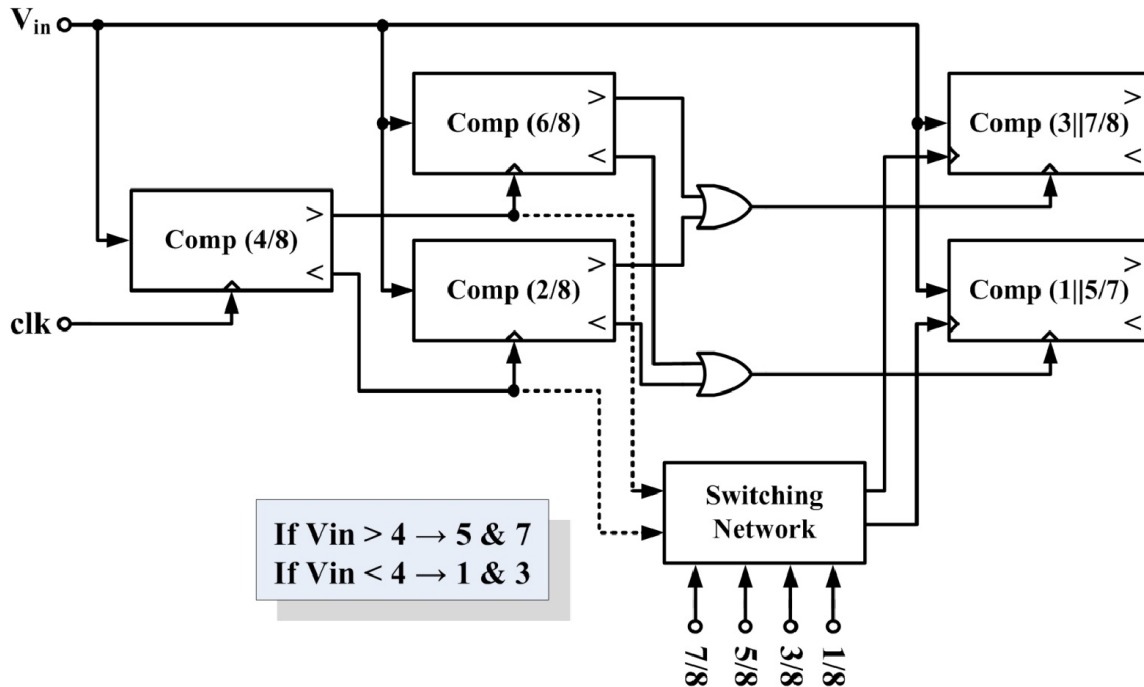 Vin
>
Comp (6/8)
<
>
Comp (3||7/8)
<
>
Comp (4/8)
<
>
Comp (2/8)
<
>
Comp (1||5/7)
<
clk
Switching
Network
If Vin > 4 → 5 & 7
If Vin < 4 → 1 & 3
7/8
5/8
3/8
1/8